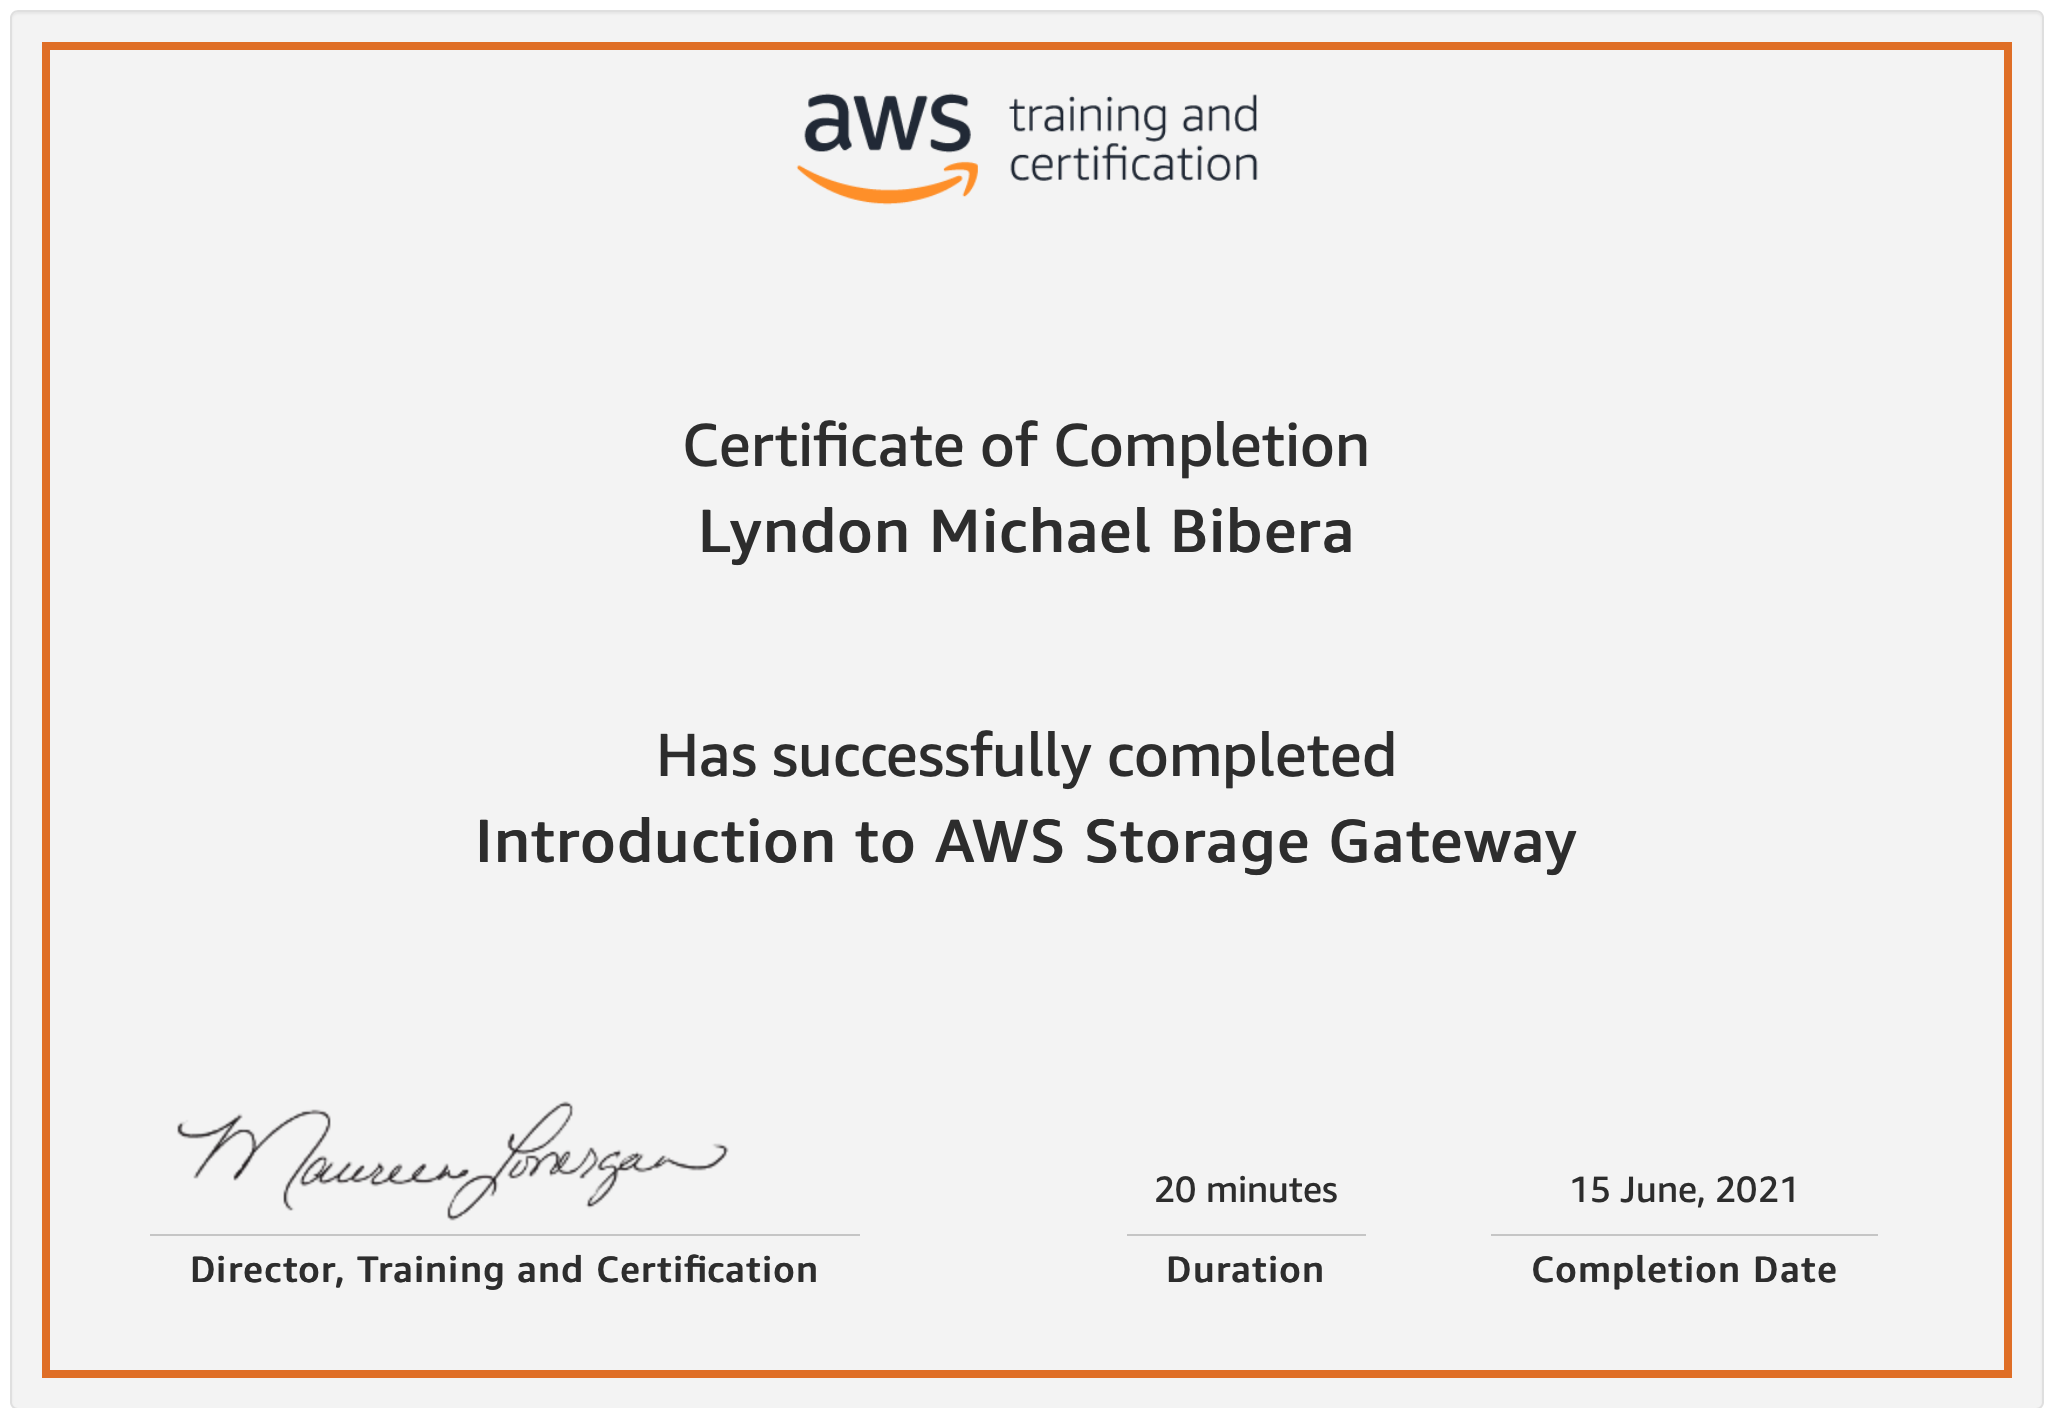 aws training and
certification
Certificate of Completion
Lyndon Michael Bibera
Has successfully completed
Introduction to AWS Storage Gateway
Maureen Lonergan
Director, Training and Certification
20 minutes
Duration
15 June, 2021
Completion Date